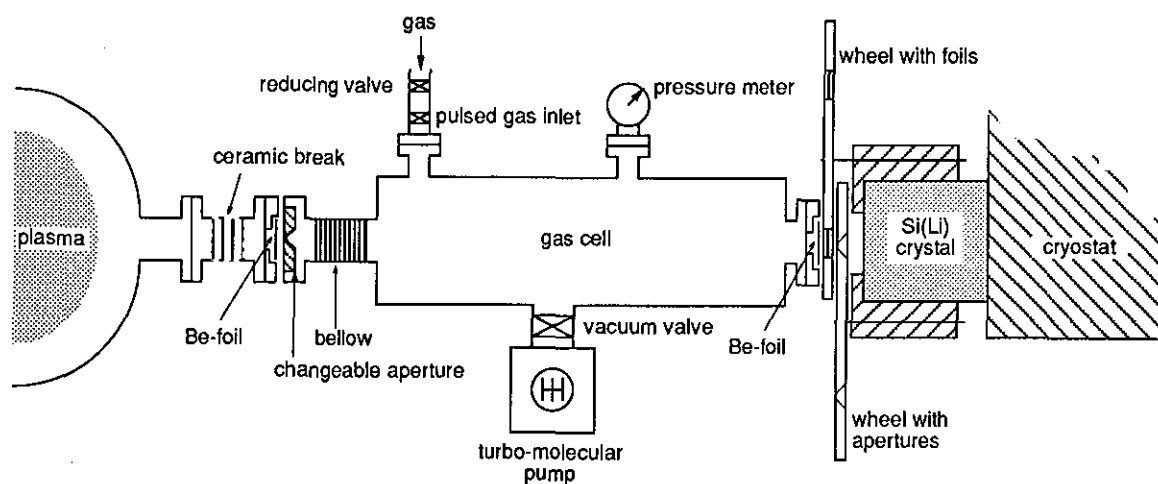 gas
reducing valve
pulsed gas inlet
pressure meter
wheel with foils
ceramic break
plasma
gas cell
Si(Li)
crystal
cryostat
Be-foil
bellow
changeable aperture
vacuum valve
Be-foil
turbo-molecular
pump
wheel with
apertures